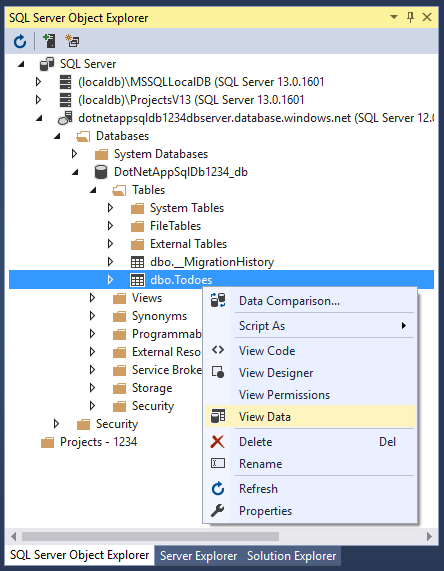 SQL Server Object Explorer
SQL Server
(localdb)\MSSQLLocalDB (SQL Server 13.0.1601
(localdb)\ProjectsV13 (SQL Server 13.0.1601
dotnetappsqldb1234dbserver.database.windows.net (SQL Server 12.0
Databases
System Databases
DotNetAppSqlDb1234_db
Tables
System Tables
FileTables
External Tables
dbo.__MigrationHistory
dbo.Todoes
Views
Synonyms
Programmab
External Reso
Service Broke
Storage
Security
Security
Projects - 1234
Data Comparison...
Script As
View Code
View Designer
View Permissions
View Data
Delete Del
Rename
Refresh
Properties
SQL Server Object Explorer Server Explorer Solution Explorer